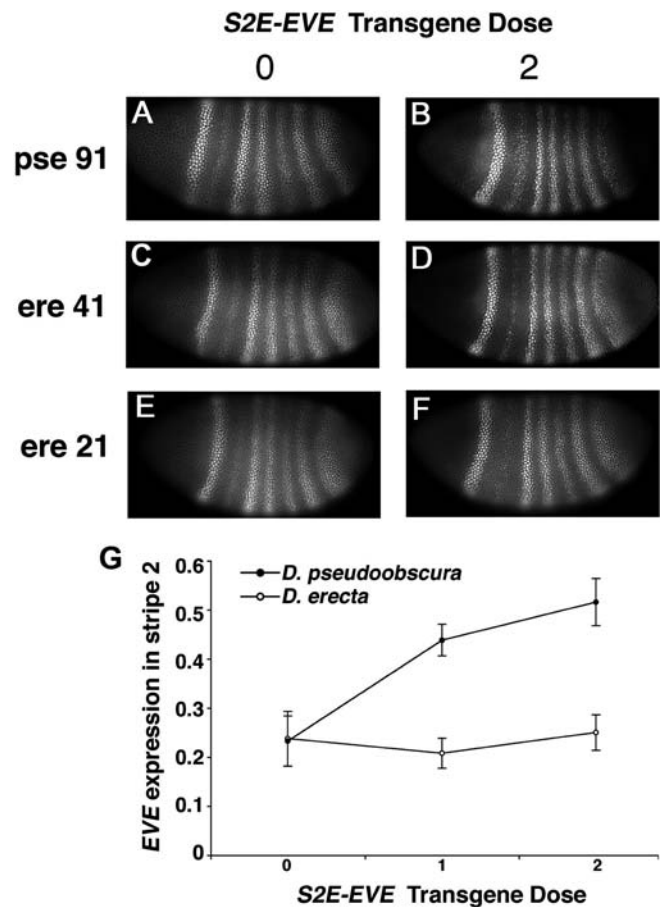 S2E-EVE Transgene Dose
0 2
pse 91
A B
ere 41
C D
ere 21
E F
G
0.6
0.5
0.4
0.3
0.2
0.1
0
D. pseudoobscura
D. erecta
EVE expression in stripe 2
0 1 2
S2E-EVE Transgene Dose